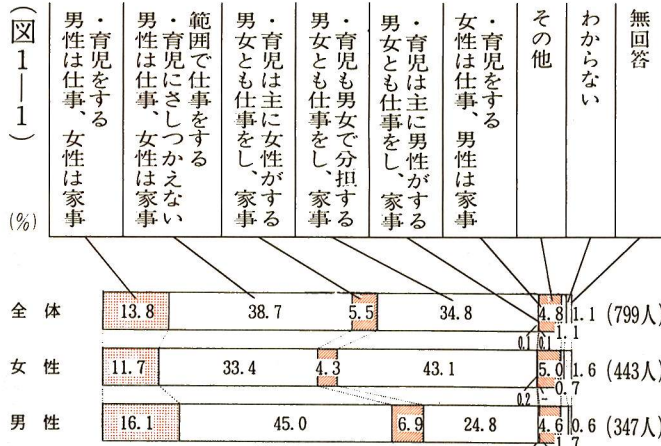 (図1―1)
(%)
男性は仕事、女性は家事
・育児をする
男性は仕事、女性は家事
・育児にさしつかえない
範囲で仕事をする
男女とも仕事をし、家事
・育児は主に女性がする
男女とも仕事をし、家事
・育児も男女で分担する
男女とも仕事をし、家事
・育児は主に男性がする
女性は仕事、男性は家事
・育児をする
その他
わからない
無回答
全体 13.8 38.7 5.5 34.8 4.8 1.1 (799人)
0.1 0.1 1.1
女性 11.7 33.4 4.3 43.1 5.0 1.6 (443人)
0.2 - 0.7
男性 16.1 45.0 6.9 24.8 4.6 0.6 (347人)
1.7